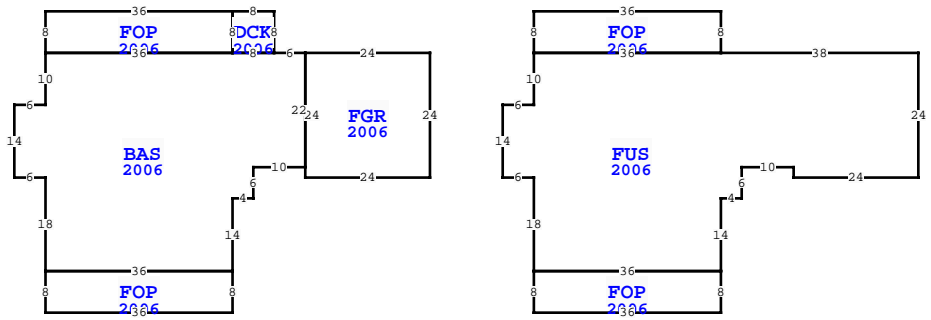 36 8 36 8
8 FOP 8 DCK 8 8 FOP 8
2006 2006 2006
36 8 6 24 36 38
10 10
6 6
22 24 FGR 24 24
2006
14 14
BAS FUS
2006 2006
10 10
6 6 24 6 6 24
4 4
18 14 18 14
36 36
8 FOP 8 8 FOP 8
2006 2006
36 36